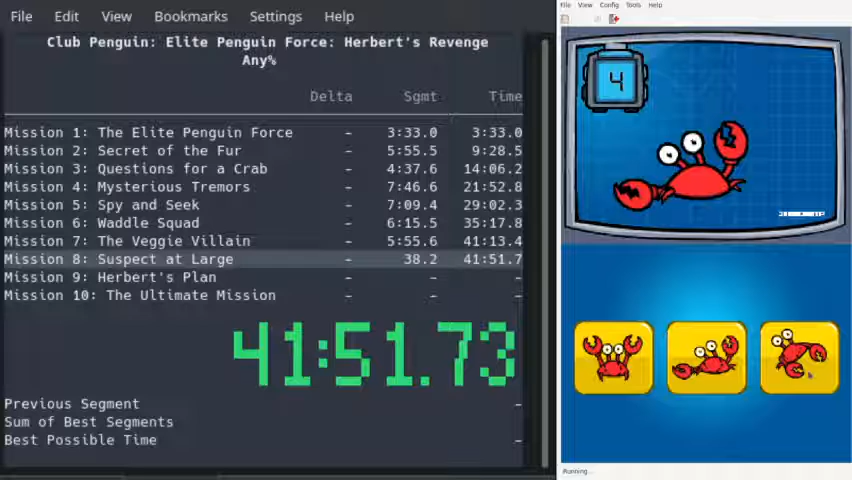 File Edit View Bookmarks Settings Help
Club Penguin: Elite Penguin Force: Herbert's Revenge
Any%
Delta Sgmt Time
Mission 1: The Elite Penguin Force - 3:33.0 3:33.0
Mission 2: Secret of the Fur - 5:55.5 9:28.5
Mission 3: Questions for a Crab - 4:37.6 14:06.2
Mission 4: Mysterious Tremors - 7:46.6 21:52.8
Mission 5: Spy and Seek - 7:09.4 29:02.3
Mission 6: Waddle Squad - 6:15.5 35:17.8
Mission 7: The Veggie Villain - 5:55.6 41:13.4
Mission 8: Suspect at Large - 38.2 41:51.7
Mission 9: Herbert's Plan - - -
Mission 10: The Ultimate Mission - - -
41:51.73
Previous Segment -
Sum of Best Segments -
Best Possible Time -
File View Config Tools Help
4
Running...